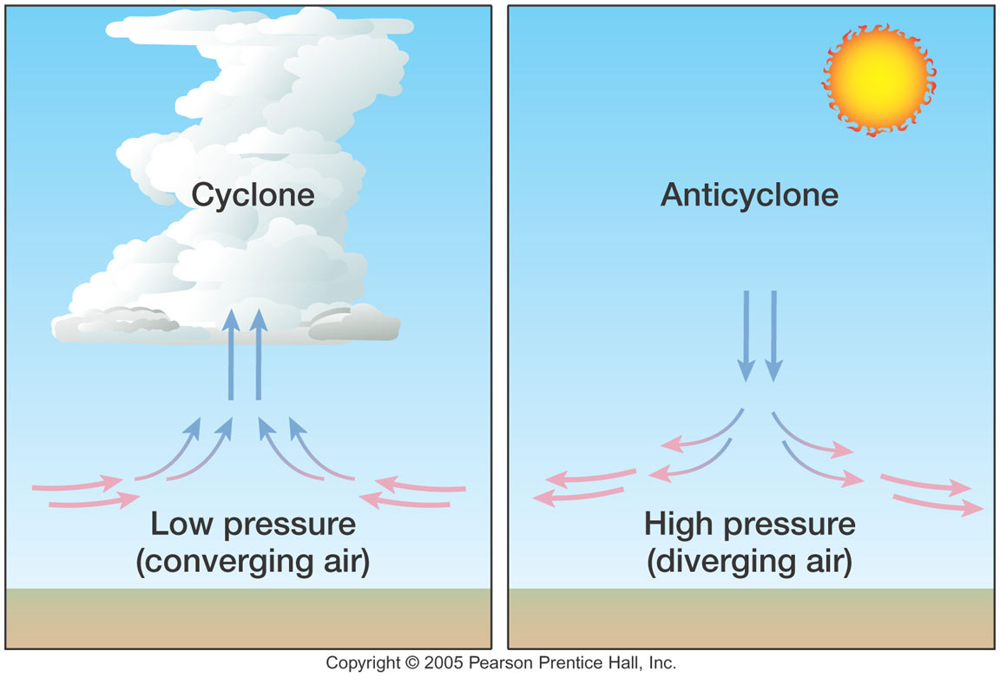 Cyclone
Low pressure
(converging air)
Anticyclone
High pressure
(diverging air)
Copyright © 2005 Pearson Prentice Hall, Inc.